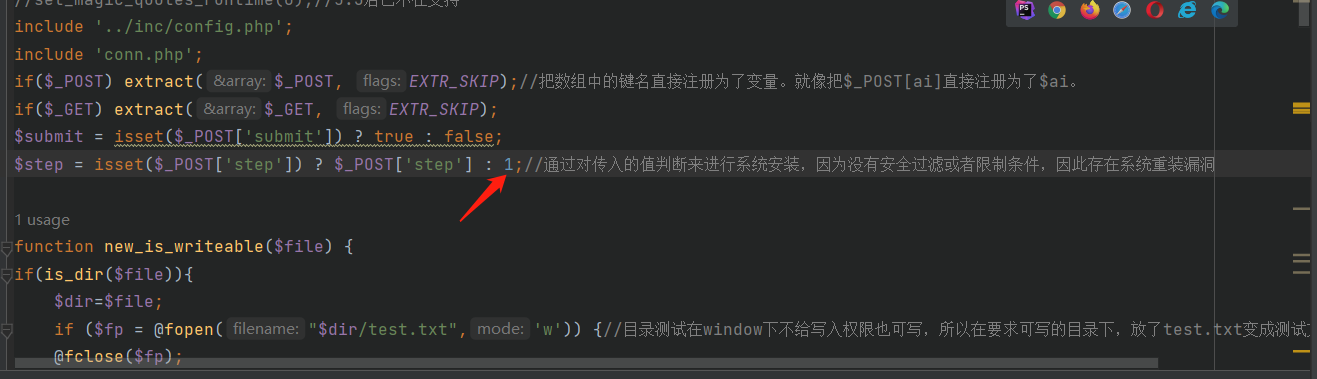 //set_magic_quotes_runtime(0);//5.3后已不在支持
include '../inc/config.php';
include 'conn.php';
if($_POST) extract( &array: $_POST, flags: EXTR_SKIP);//把数组中的键名直接注册为了变量。就像把$_POST[ai]直接注册为了$ai。
if($_GET) extract( &array: $_GET, flags: EXTR_SKIP);
$submit = isset($_POST['submit']) ? true : false;
$step = isset($_POST['step']) ? $_POST['step'] : 1;//通过对传入的值判断来进行系统安装，因为没有安全过滤或者限制条件，因此存在系统重装漏洞
1 usage
function new_is_writeable($file) {
if(is_dir($file)){
$dir=$file;
if ($fp = @fopen( filename: "$dir/test.txt", mode: 'w')) {//目录测试在window下不给写入权限也可写，所以在要求可写的目录下，放了test.txt变成测试
@fclose($fp);
PS